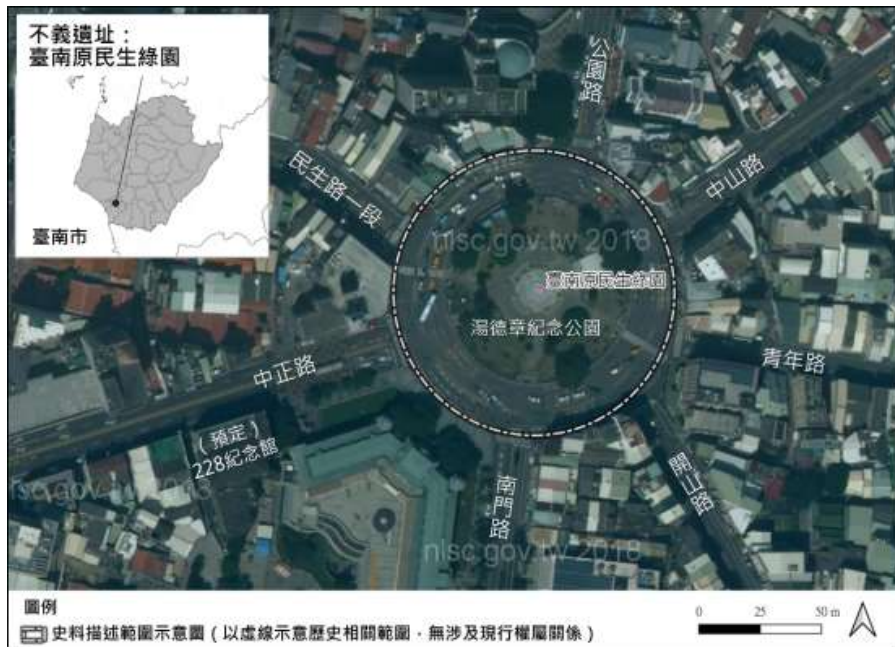 不義遺址：
臺南原民生綠園
臺南市
公園路
中山路
民生路一段
nlsc.gov.tw 2018
臺南原民生綠園
湯德章紀念公園
青年路
中正路
（預定）
228紀念館
nlsc.gov.tw 2018
開山路
南門路
nlsc.gov.tw 2018
圖例
史料描述範圍示意圖（以虛線示意歷史相關範圍，無涉及現行權屬關係）
0 25 50 m